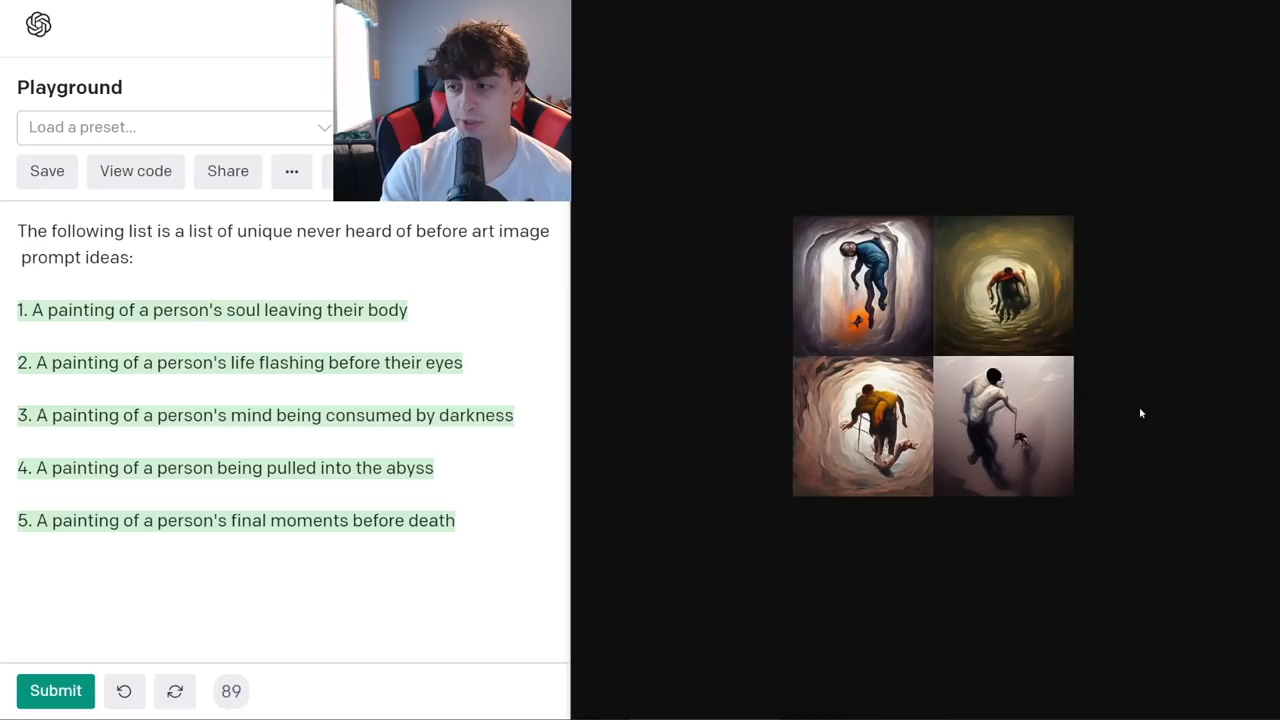 Playground
Load a preset...
Save
View code
Share
...
The following list is a list of unique never heard of before art image
prompt ideas:
1. A painting of a person's soul leaving their body
2. A painting of a person's life flashing before their eyes
3. A painting of a person's mind being consumed by darkness
4. A painting of a person being pulled into the abyss
5. A painting of a person's final moments before death
Submit
89